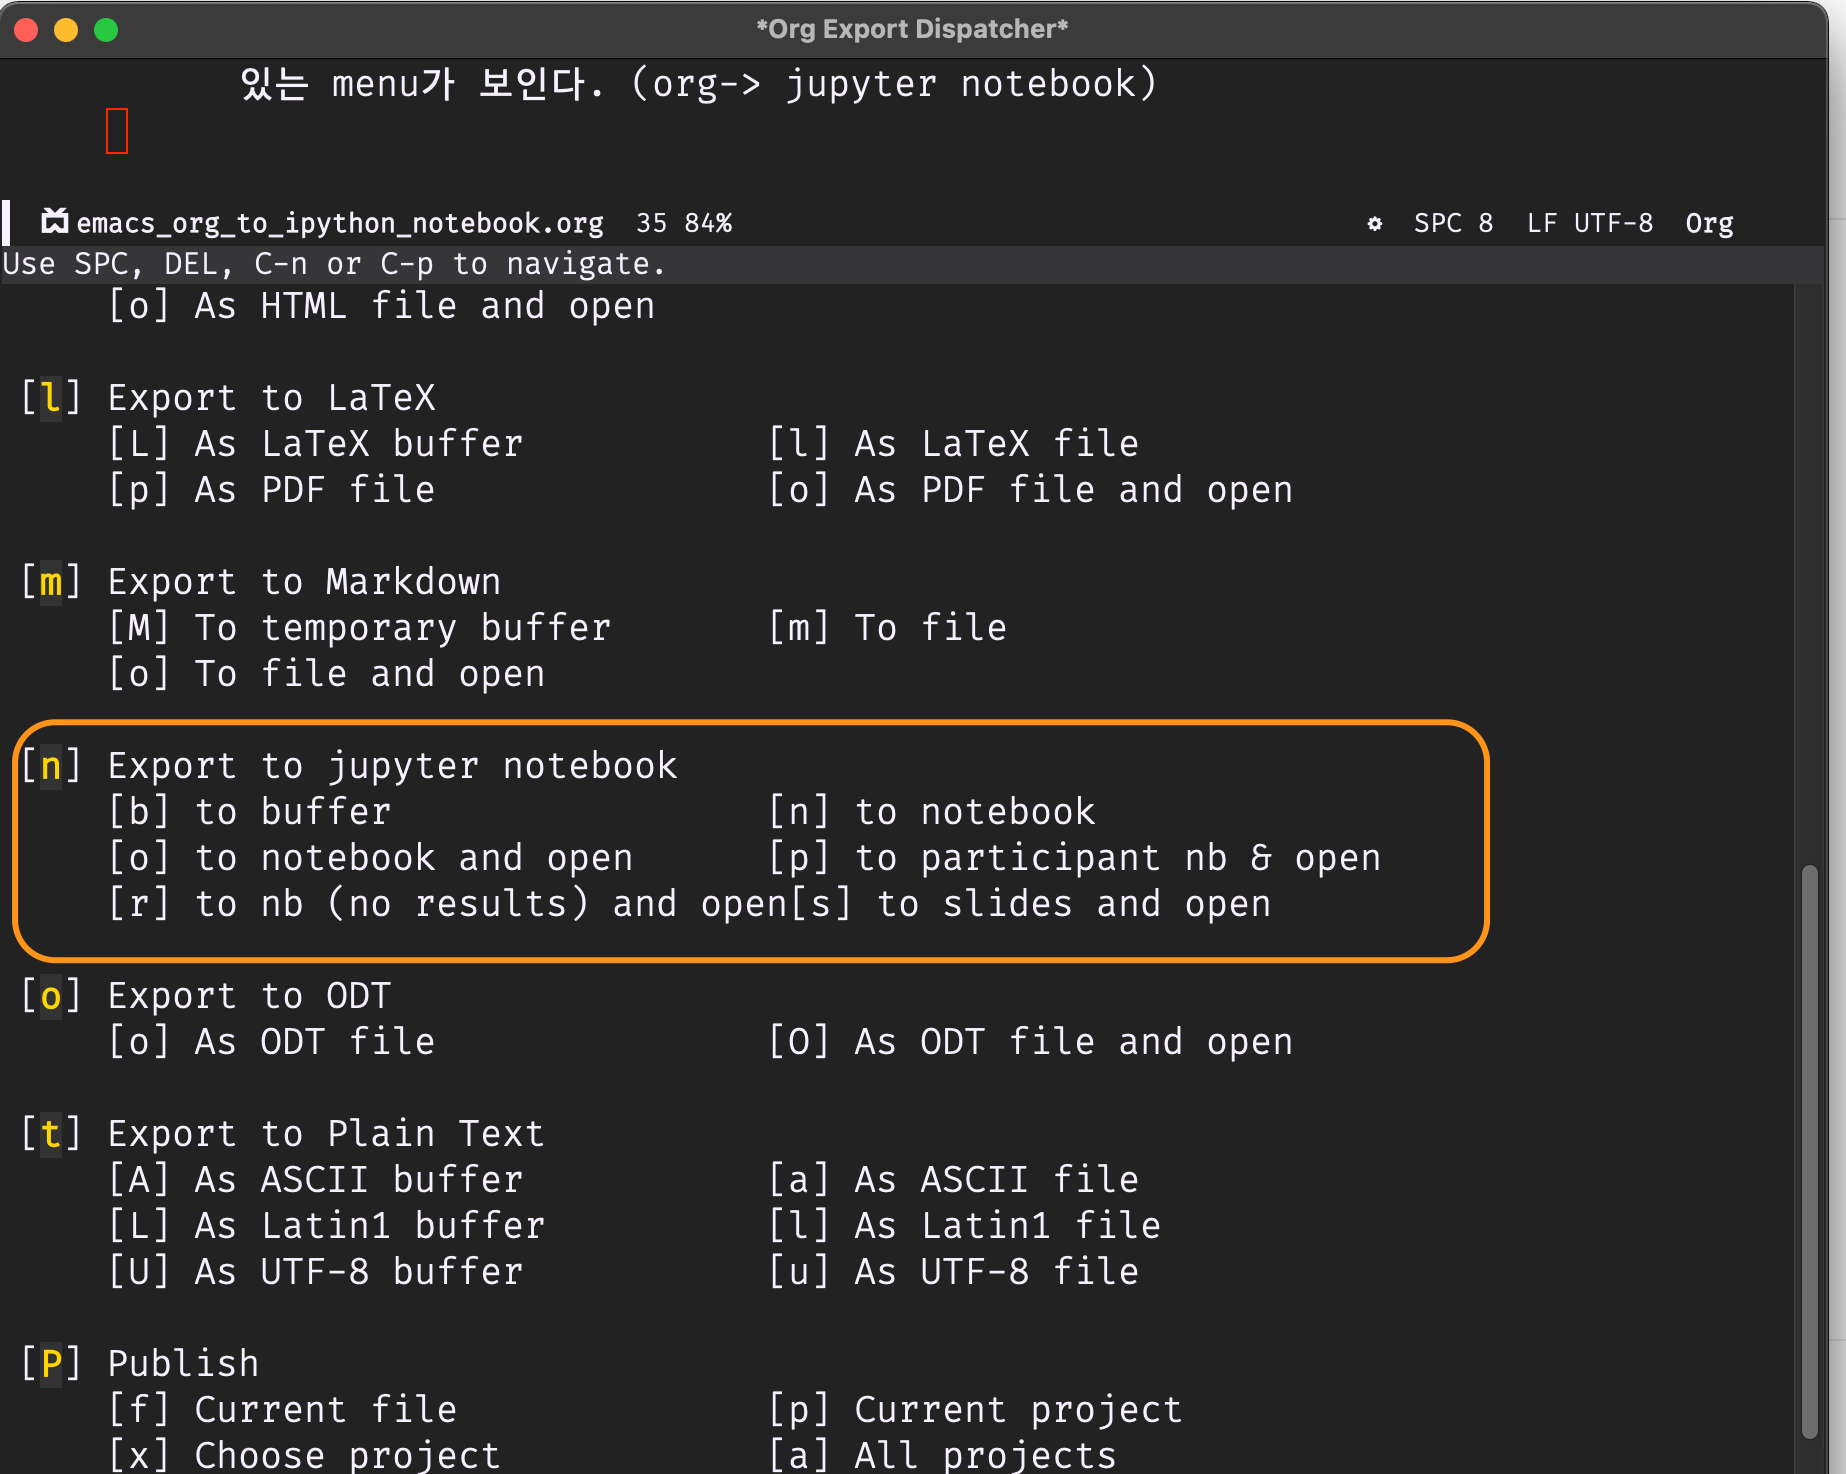 *Org Export Dispatcher*
있는 menu가 보인다. (org-> jupyter notebook)
emacs_org_to_ipython_notebook.org 35 84% SPC 8 LF UTF-8 Org
Use SPC, DEL, C-n or C-p to navigate.
[o] As HTML file and open
[l] Export to LaTeX
[L] As LaTeX buffer [l] As LaTeX file
[p] As PDF file [o] As PDF file and open
[m] Export to Markdown
[M] To temporary buffer [m] To file
[o] To file and open
[n] Export to jupyter notebook
[b] to buffer [n] to notebook
[o] to notebook and open [p] to participant nb & open
[r] to nb (no results) and open[s] to slides and open
[o] Export to ODT
[o] As ODT file [O] As ODT file and open
[t] Export to Plain Text
[A] As ASCII buffer [a] As ASCII file
[L] As Latin1 buffer [l] As Latin1 file
[U] As UTF-8 buffer [u] As UTF-8 file
[P] Publish
[f] Current file [p] Current project
[x] Choose project [a] All projects